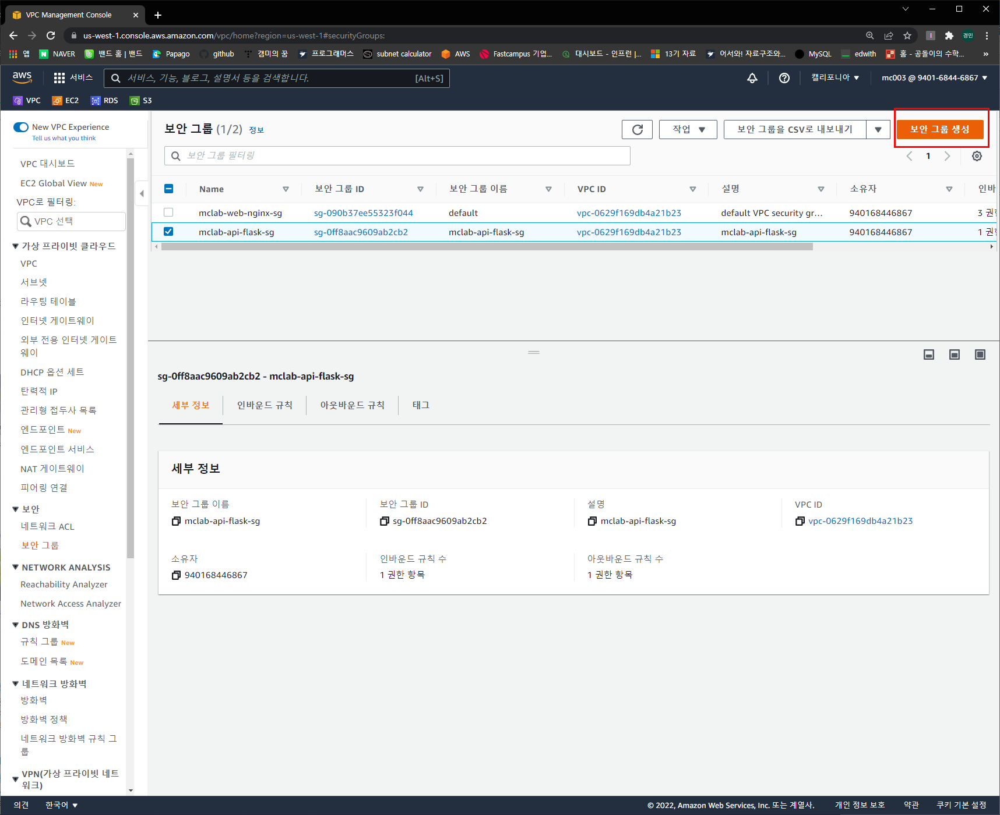 VPC Management Console
us-west-1.console.aws.amazon.com/vpc/home?region=us-west-1#securityGroups:
경민
앱 NAVER 밴드 홈 | 밴드 Papago github 캠미의 꿈 프로그래머스 subnet calculator AWS Fastcampus 기업... 대시보드 - 인프런 |... 13기 자료 어서와! 자료구조와... MySQL edwith 홈 - 공돌이의 수학... »
aws 서비스 서비스, 기능, 블로그, 설명서 등을 검색합니다. [Alt+S] 캘리포니아 ▼ mc003 @ 9401-6844-6867 ▼
VPC EC2 RDS S3
New VPC Experience
Tell us what you think
VPC 대시보드
EC2 Global View New
VPC로 필터링:
VPC 선택
가상 프라이빗 클라우드
VPC
서브넷
라우팅 테이블
인터넷 게이트웨이
외부 전용 인터넷 게이트
웨이
DHCP 옵션 세트
탄력적 IP
관리형 접두사 목록
엔드포인트 New
엔드포인트 서비스
NAT 게이트웨이
피어링 연결
보안
네트워크 ACL
보안 그룹
NETWORK ANALYSIS
Reachability Analyzer
Network Access Analyzer
DNS 방화벽
규칙 그룹 New
도메인 목록 New
네트워크 방화벽
방화벽
방화벽 정책
네트워크 방화벽 규칙 그
룹
VPN(가상 프라이빗 네트
워크)
보안 그룹 (1/2) 정보
작업 ▼ 보안 그룹을 CSV로 내보내기 ▼ 보안 그룹 생성
보안 그룹 필터링
1
Name 보안 그룹 ID 보안 그룹 이름 VPC ID 설명 소유자 인바
mclab-web-nginx-sg sg-090b37ee55323f044 default vpc-0629f169db4a21b23 default VPC security gr... 940168446867 3 권한
mclab-api-flask-sg sg-0ff8aac9609ab2cb2 mclab-api-flask-sg vpc-0629f169db4a21b23 mclab-api-flask-sg 940168446867 1 권한
sg-0ff8aac9609ab2cb2 - mclab-api-flask-sg
세부 정보 인바운드 규칙 아웃바운드 규칙 태그
세부 정보
보안 그룹 이름 보안 그룹 ID 설명 VPC ID
mclab-api-flask-sg sg-0ff8aac9609ab2cb2 mclab-api-flask-sg vpc-0629f169db4a21b23
소유자 인바운드 규칙 수 아웃바운드 규칙 수
940168446867 1 권한 항목 1 권한 항목
의견 한국어 ▼ © 2022, Amazon Web Services, Inc. 또는 계열사. 개인 정보 보호 약관 쿠키 기본 설정